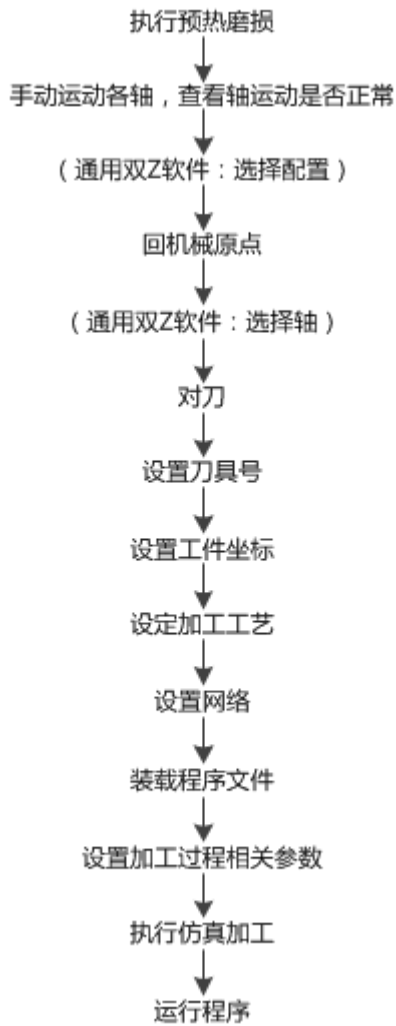 执行预热磨损
手动运动各轴，查看轴运动是否正常
（通用双Z软件：选择配置）
回机械原点
（通用双Z软件：选择轴）
对刀
设置刀具号
设置工件坐标
设定加工工艺
设置网络
装载程序文件
设置加工过程相关参数
执行仿真加工
运行程序